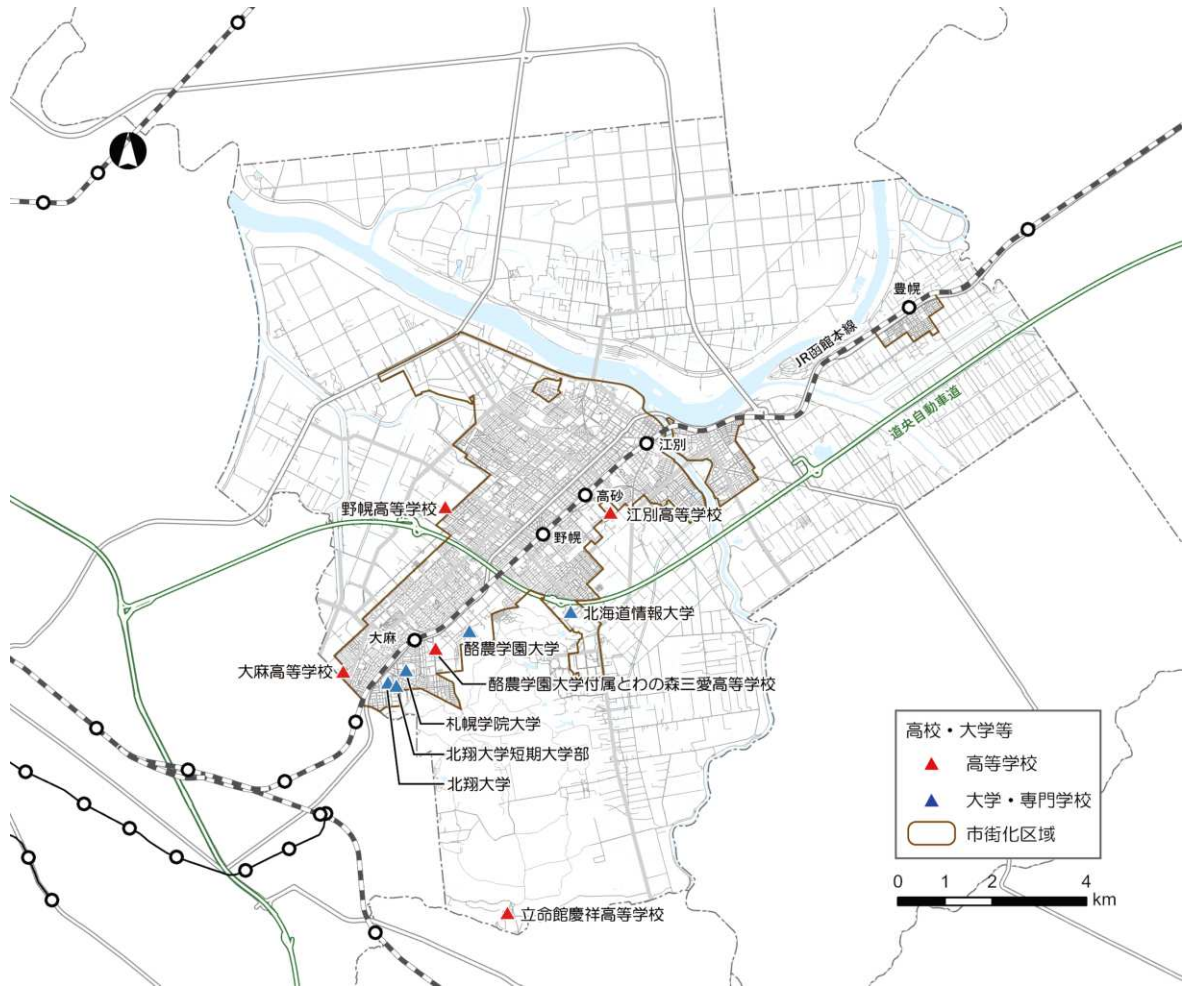 豊幌
JR函館本線
道央自動車道
江別
高砂
野幌高等学校
江別高等学校
野幌
北海道情報大学
大麻
酪農学園大学
大麻高等学校
酪農学園大学付属とわの森三愛高等学校
札幌学院大学
北翔大学短期大学部
北翔大学
立命館慶祥高等学校
高校・大学等
高等学校
大学・専門学校
市街化区域
0 1 2 4
km